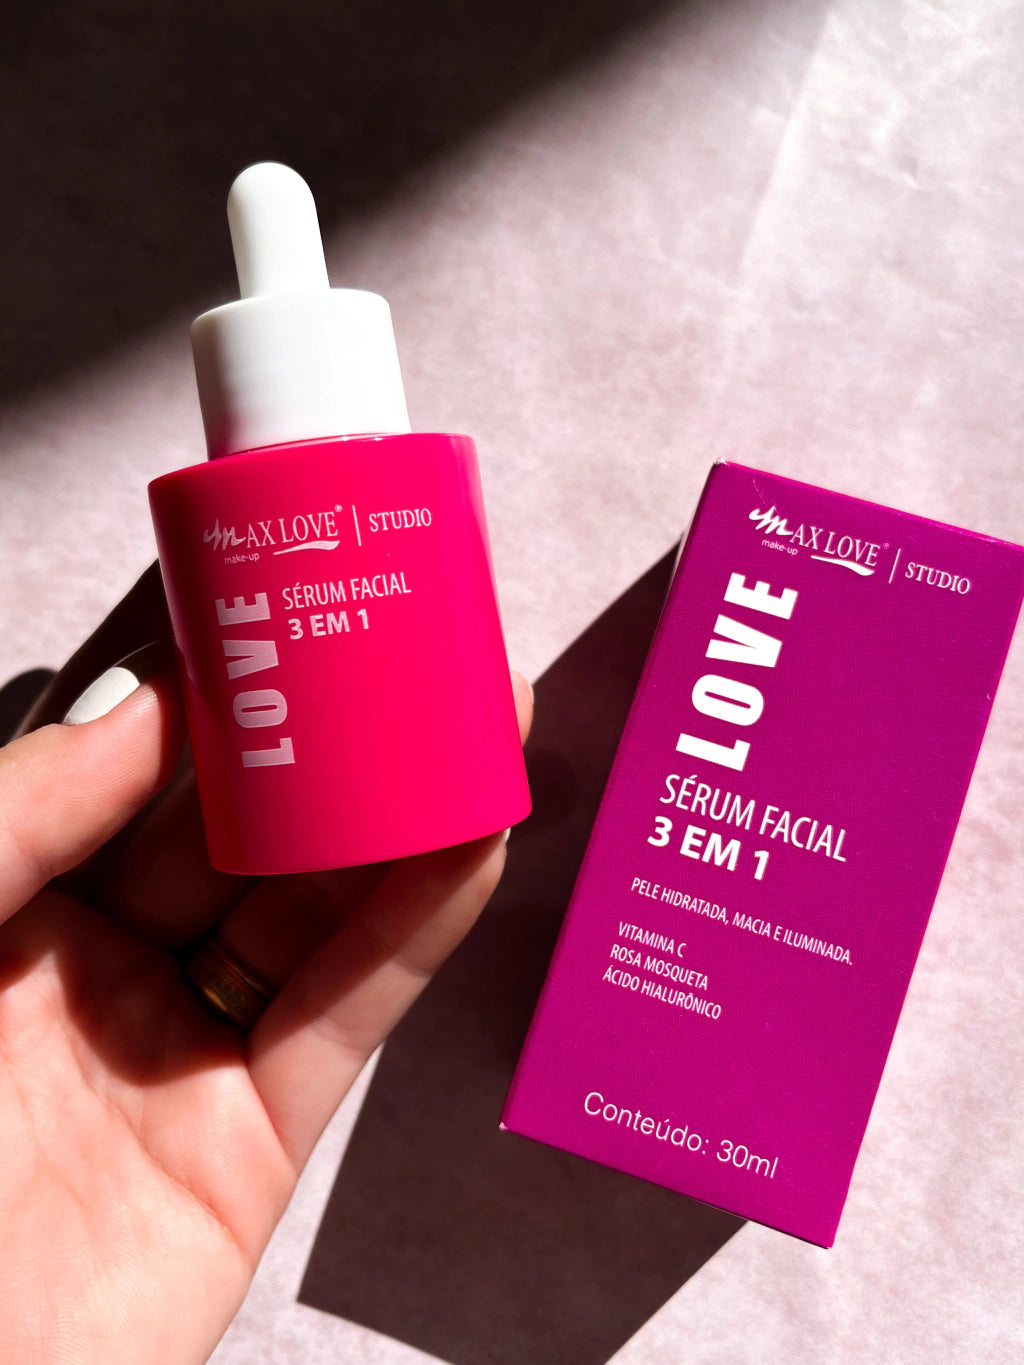 MAX LOVE® | STUDIO
make-up
LOVE
SÉRUM FACIAL
3 EM 1
MAX LOVE® | STUDIO
make-up
LOVE
SÉRUM FACIAL
3 EM 1
PELE HIDRATADA, MACIA E ILUMINADA.
VITAMINA C
ROSA MOSQUETA
ÁCIDO HIALURÔNICO
Conteúdo: 30ml